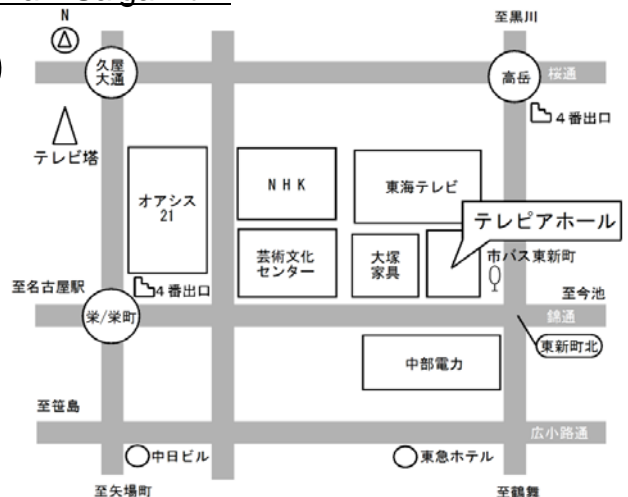 N
至黒川
久屋
大通
高岳
桜通
4番出口
テレビ塔
オアシス
21
NHK
東海テレビ
テレピアホール
芸術文化
センター
大塚
家具
市バス東新町
至名古屋駅
4番出口
至今池
栄/栄町
錦通
東新町北
中部電力
至笹島
広小路通
中日ビル
東急ホテル
至矢場町
至鶴舞